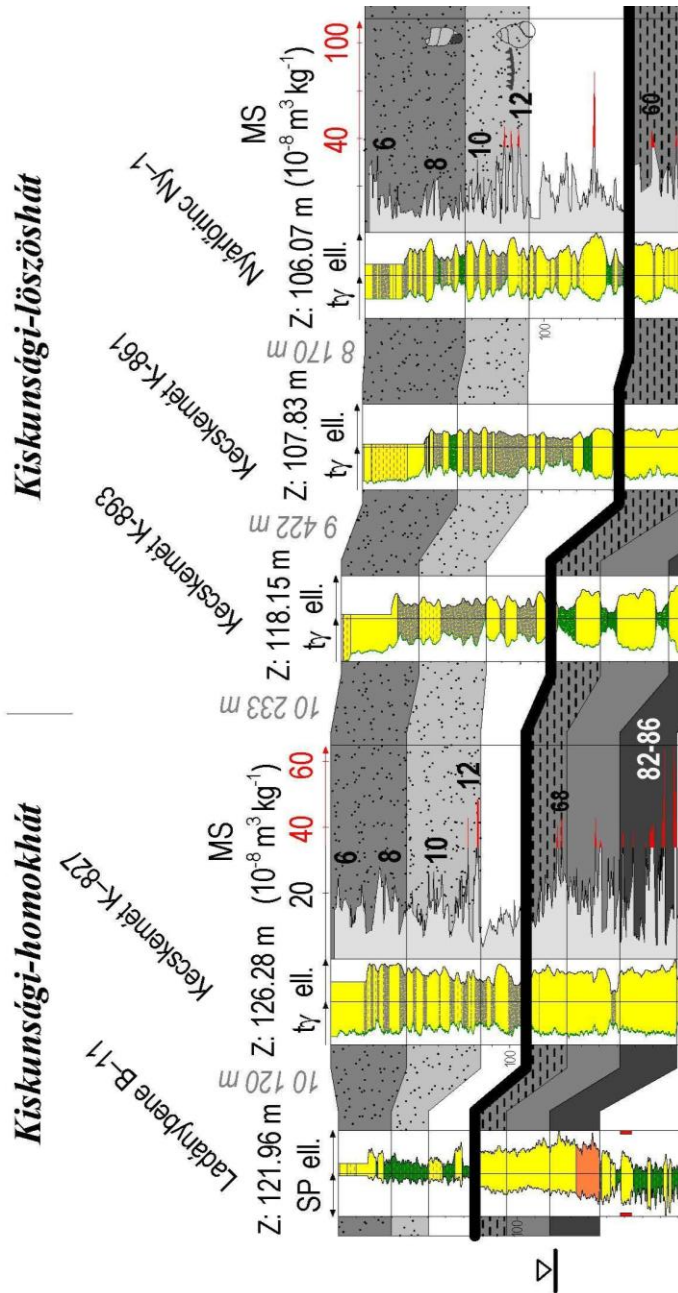 Kiskunsági-homokhát
Kiskunsági-löszöshát
Ladánybene B–11
Kecskemét K–827
Kecskemét K-893
Kecskemét K-861
Nyárlőrinc Ny–1
Z: 121.96 m
SP ell.
10 120 m
Z: 126.28 m
tγ ell.
MS
(10⁻⁸ m³ kg⁻¹)
20 40 60
10 233 m
Z: 118.15 m
tγ ell.
9 422 m
Z: 107.83 m
tγ ell.
8 170 m
Z: 106.07 m
tγ ell.
MS
(10⁻⁸ m³ kg⁻¹)
40 100
6
8
10
12
68
82-86
6
8
10
12
60
100
100
100